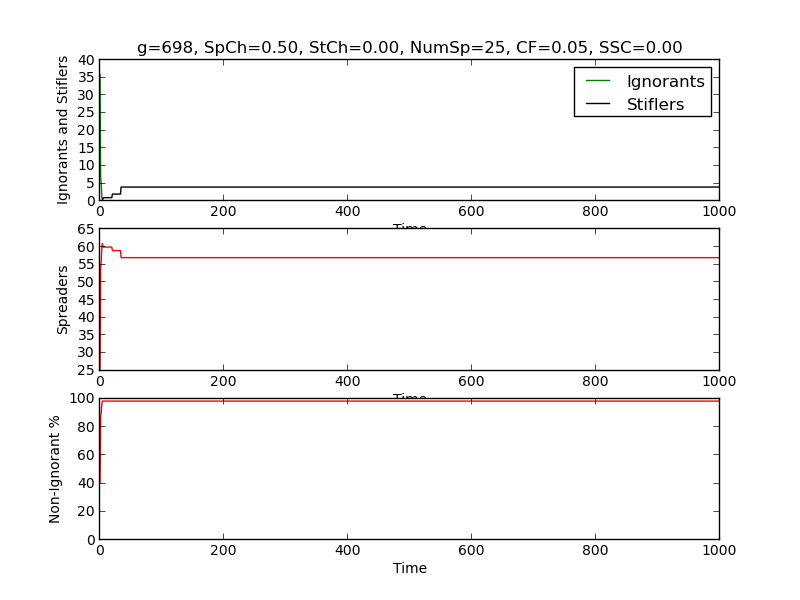 g=698, SpCh=0.50, StCh=0.00, NumSp=25, CF=0.05, SSC=0.00
Ignorants and Stiflers
40
35
30
25
20
15
10
5
0
Ignorants
Stiflers
0 200 400 600 800 1000
Time
Spreaders
65
60
55
50
45
40
35
30
25
0 200 400 600 800 1000
Time
Non-Ignorant %
100
80
60
40
20
0
0 200 400 600 800 1000
Time